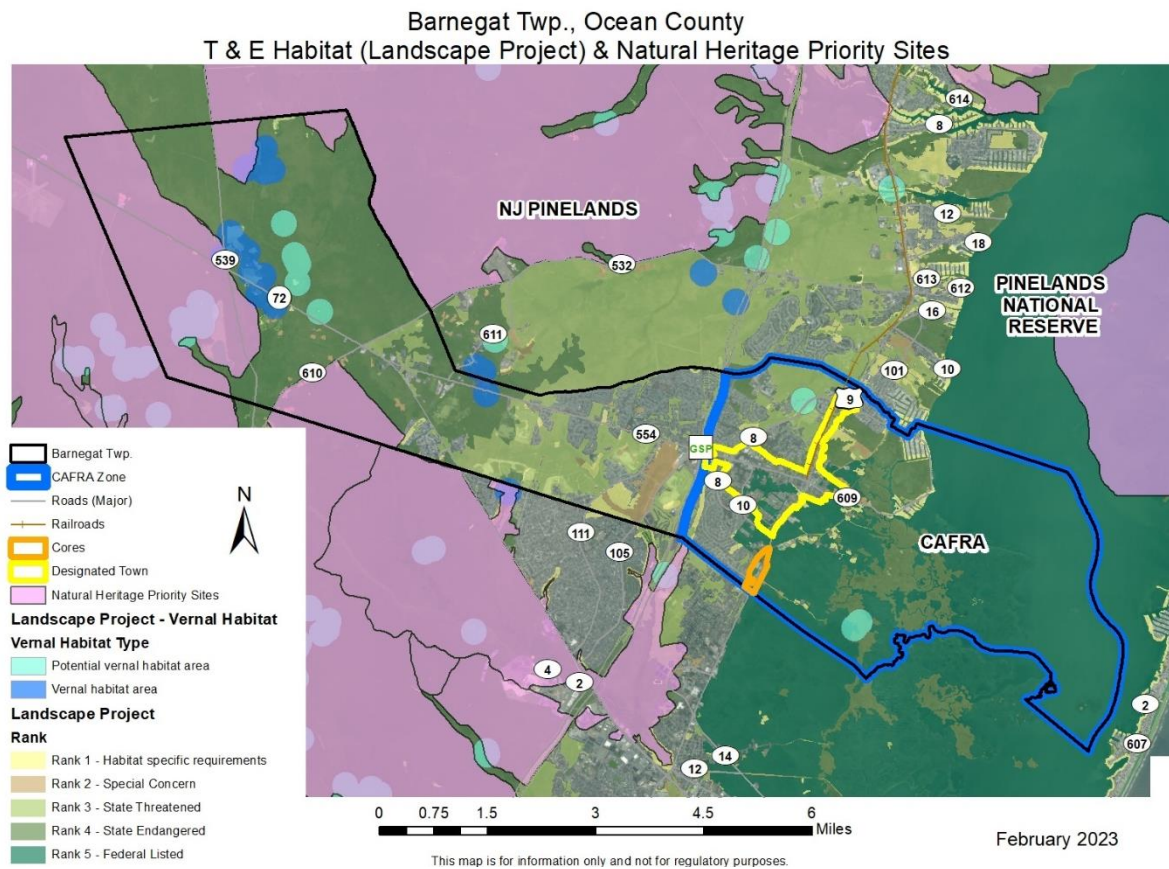 Barnegat Twp., Ocean County
T & E Habitat (Landscape Project) & Natural Heritage Priority Sites
614
8
NJ PINELANDS
12
18
532
539
613
612
72
16
PINELANDS
NATIONAL
RESERVE
611
610
101
10
9
554
8
GSP
8
10
609
CAFRA
111
105
4
2
2
607
14
12
Barnegat Twp.
CAFRA Zone
Roads (Major)
Railroads
Cores
Designated Town
Natural Heritage Priority Sites
Landscape Project - Vernal Habitat
Vernal Habitat Type
Potential vernal habitat area
Vernal habitat area
Landscape Project
Rank
Rank 1 - Habitat specific requirements
Rank 2 - Special Concern
Rank 3 - State Threatened
Rank 4 - State Endangered
Rank 5 - Federal Listed
N
0 0.75 1.5 3 4.5 6
Miles
This map is for information only and not for regulatory purposes.
February 2023